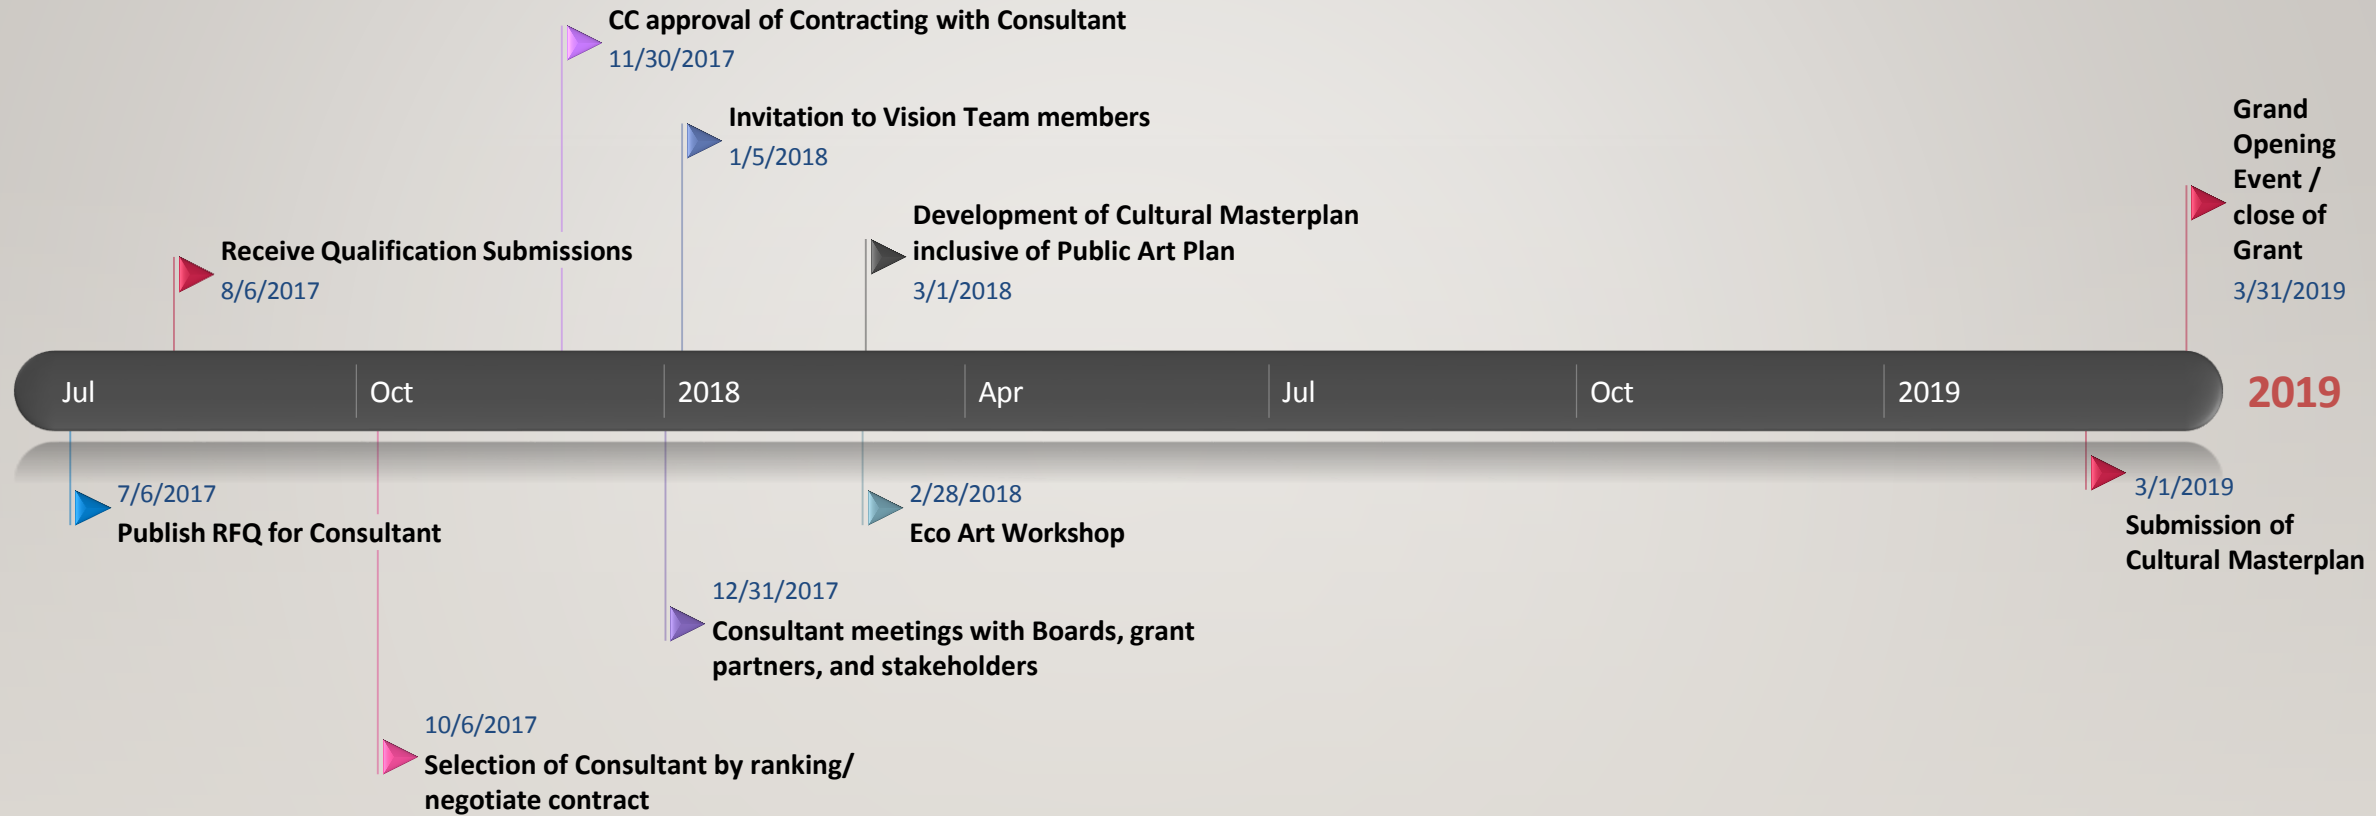 CC approval of Contracting with Consultant
11/30/2017
Invitation to Vision Team members
1/5/2018
Grand
Opening
Event /
close of
Grant
3/31/2019
Development of Cultural Masterplan
inclusive of Public Art Plan
3/1/2018
Receive Qualification Submissions
8/6/2017
Jul
Oct
2018
Apr
Jul
Oct
2019
2019
7/6/2017
Publish RFQ for Consultant
2/28/2018
Eco Art Workshop
3/1/2019
Submission of
Cultural Masterplan
12/31/2017
Consultant meetings with Boards, grant
partners, and stakeholders
10/6/2017
Selection of Consultant by ranking/
negotiate contract